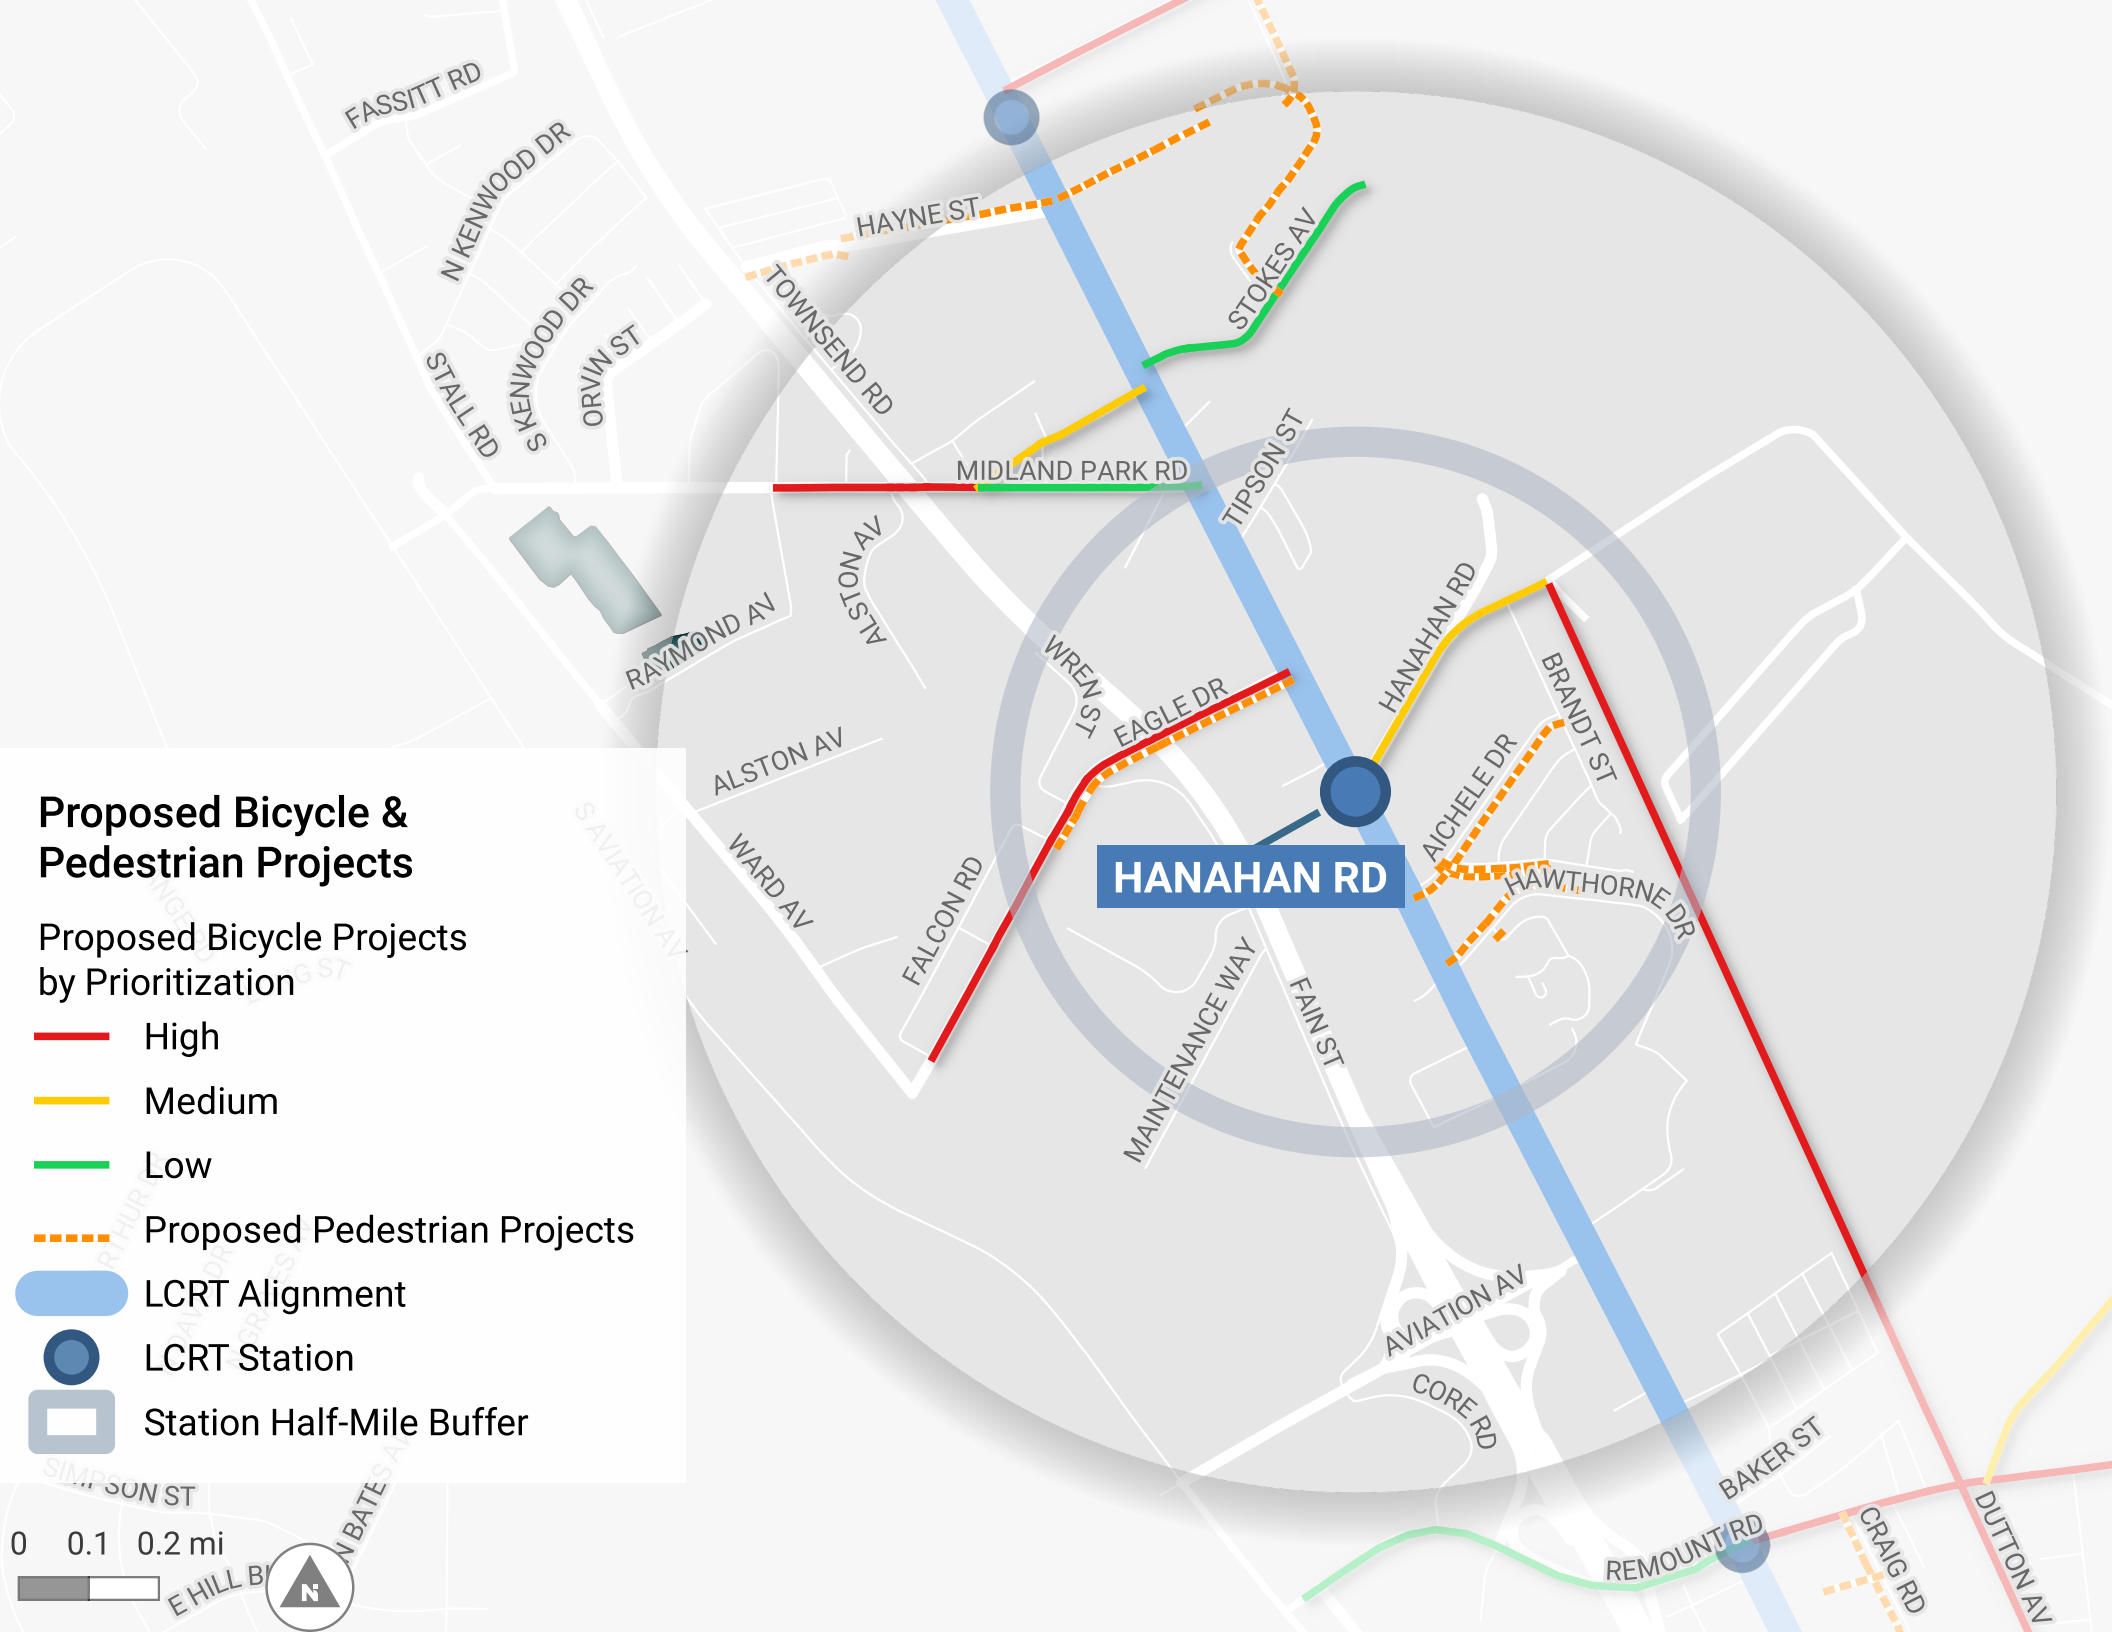 FASSITT RD
N KENWOOD DR
HAYNE ST
STOKES AV
TOWNSEND RD
S KENWOOD DR
ORVIN ST
STALL RD
MIDLAND PARK RD
TIPSON ST
ALSTON AV
HANAHAN RD
RAYMOND AV
WREN ST
EAGLE DR
BRANDT ST
ALSTON AV
AICHELE DR
HANAHAN RD
HAWTHORNE DR
WARD AV
FALCON RD
S AVIATION AV
MAINTENANCE WAY
FAIN ST
AVIATION AV
CORE RD
BAKER ST
REMOUNT RD
CRAIG RD
DUTTON AV
Proposed Bicycle &
Pedestrian Projects
Proposed Bicycle Projects
by Prioritization
High
Medium
Low
Proposed Pedestrian Projects
LCRT Alignment
LCRT Station
Station Half-Mile Buffer
SIMPSON ST
N BATES
0 0.1 0.2 mi
E HILL
N